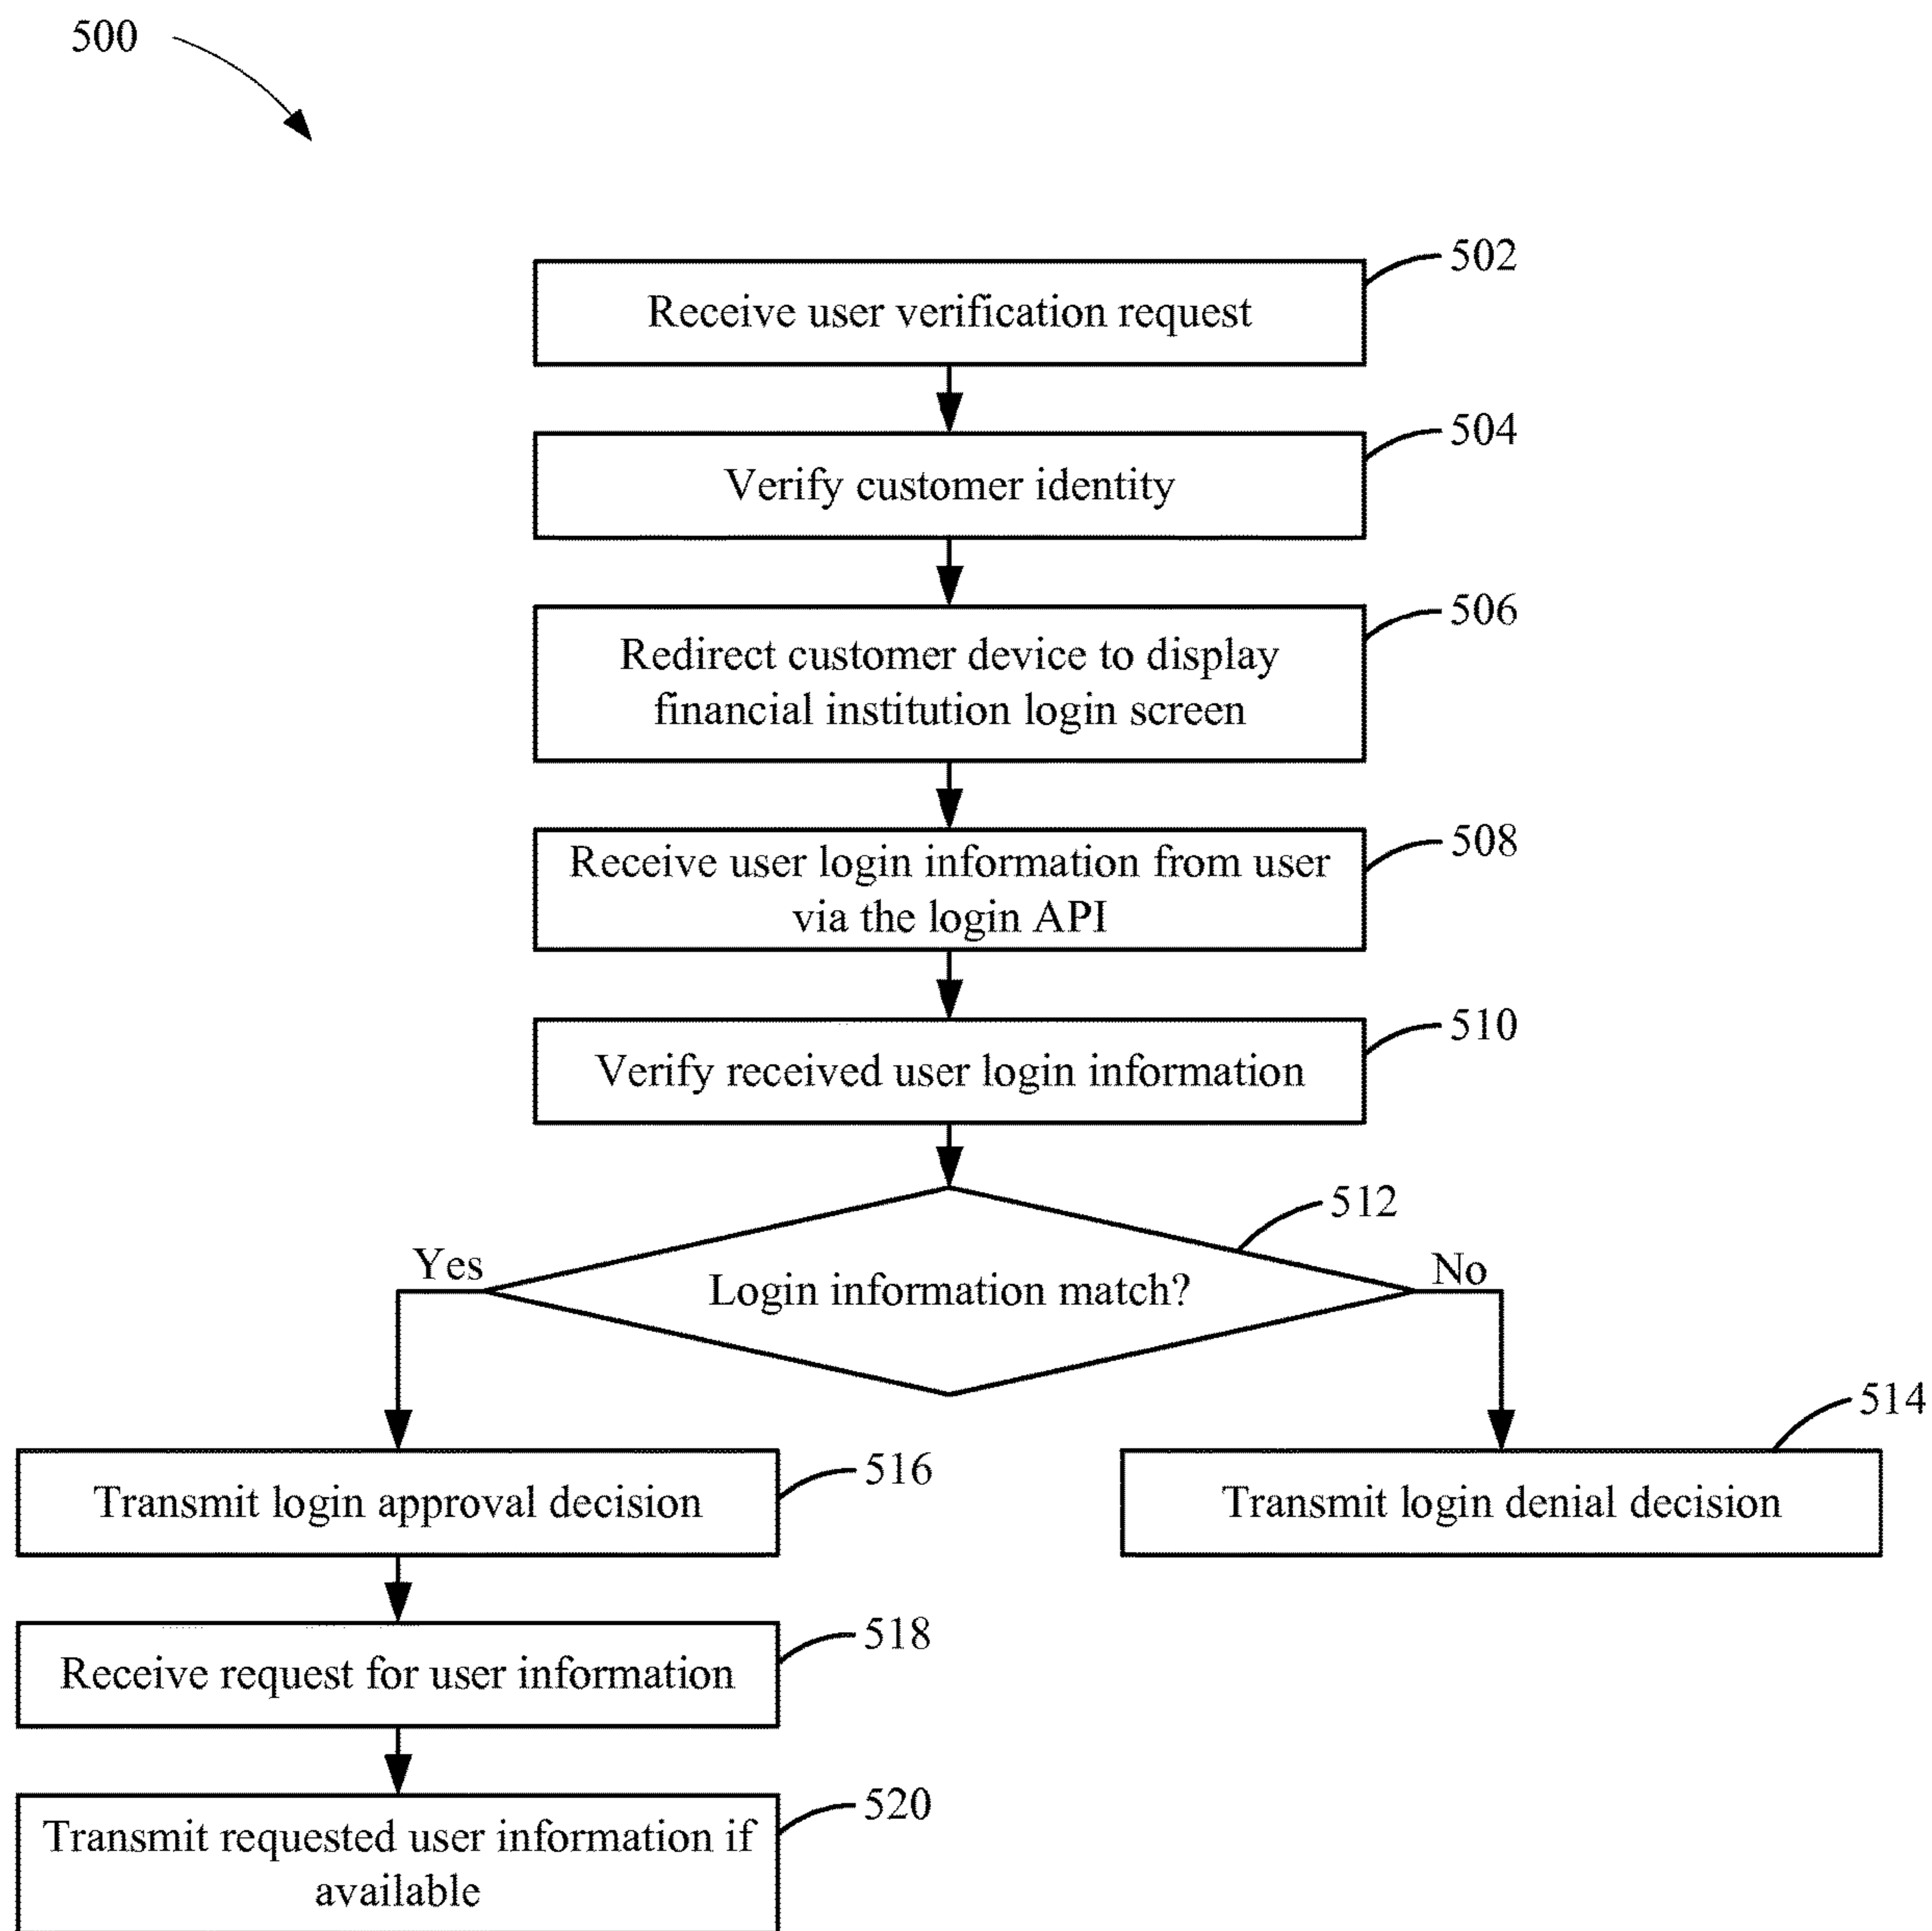 500
502
Receive user verification request
504
Verify customer identity
506
Redirect customer device to display
financial institution login screen
508
Receive user login information from user
via the login API
510
Verify received user login information
512
Yes
No
Login information match?
514
516
Transmit login approval decision
Transmit login denial decision
518
Receive request for user information
520
Transmit requested user information if
available